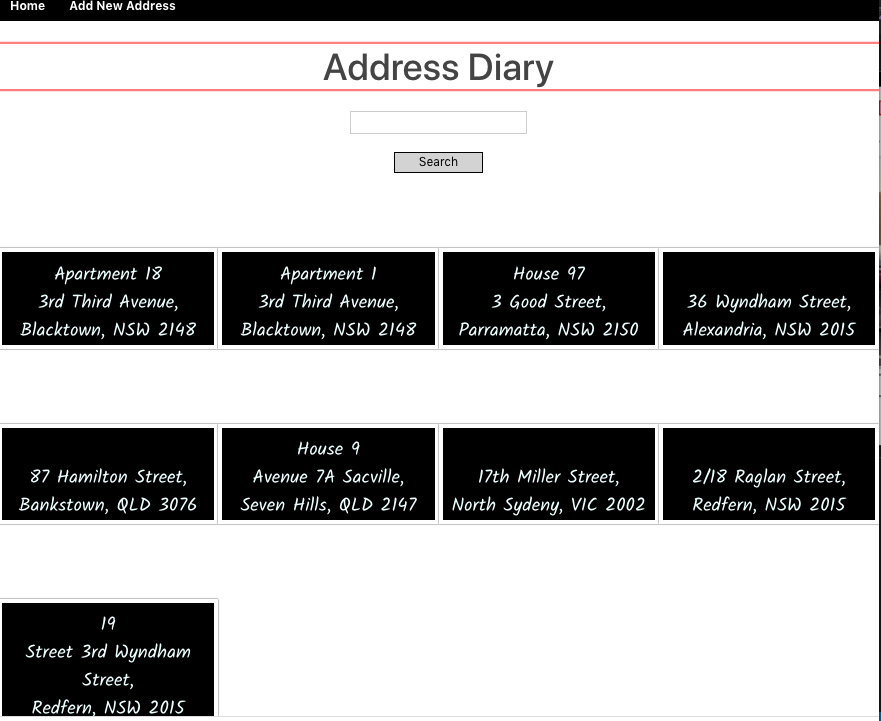 Home Add New Address
Address Diary
Search
Apartment 18
3rd Third Avenue,
Blacktown, NSW 2148
Apartment 1
3rd Third Avenue,
Blacktown, NSW 2148
House 97
3 Good Street,
Parramatta, NSW 2150
36 Wyndham Street,
Alexandria, NSW 2015
87 Hamilton Street,
Bankstown, QLD 3076
House 9
Avenue 7A Sacville,
Seven Hills, QLD 2147
17th Miller Street,
North Sydeny, VIC 2002
2/18 Raglan Street,
Redfern, NSW 2015
19
Street 3rd Wyndham
Street,
Redfern, NSW 2015